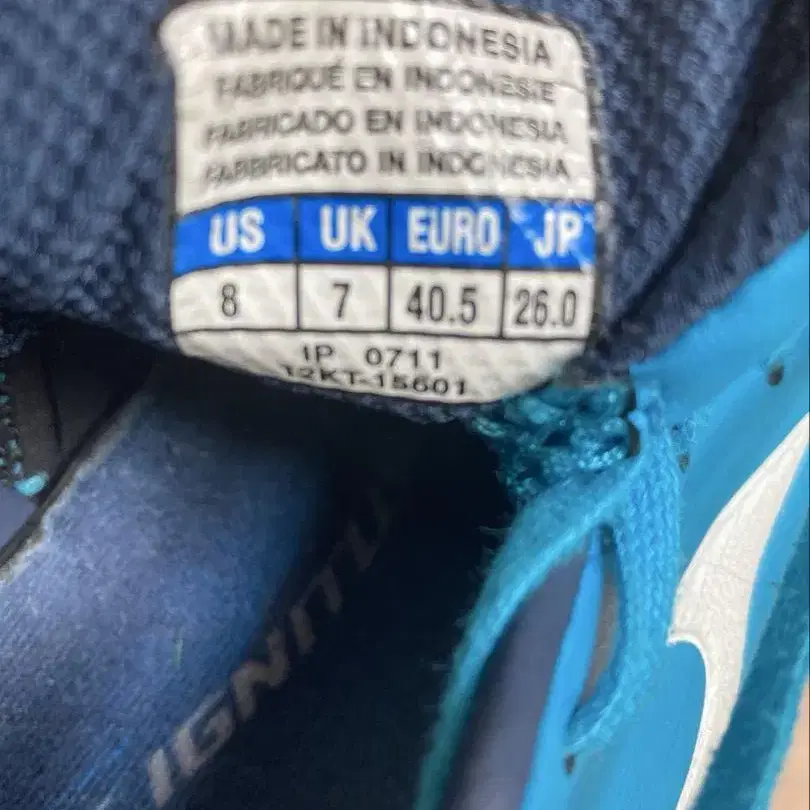 MADE IN INDONESIA
FABRIQUÉ EN INDONESIE
FABRICADO EN INDONESIA
FABBRICATO IN INDONESIA
US UK EURO JP
8 7 40.5 26.0
IP 0711
12KT-15601
IGNITU